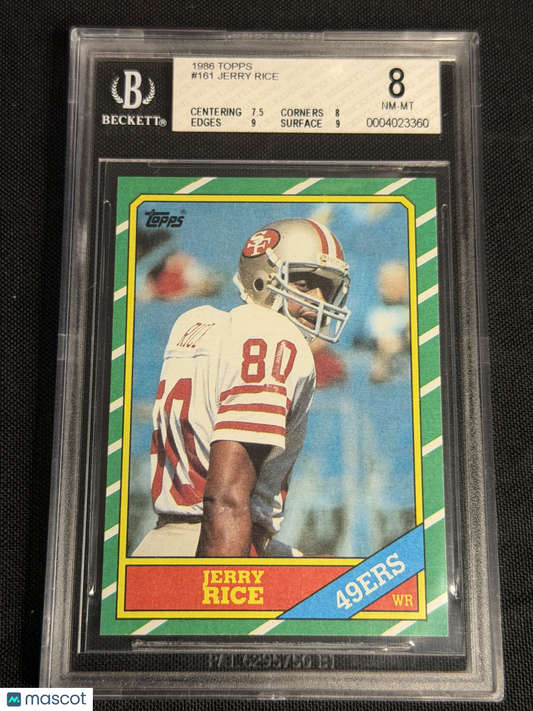 1986 TOPPS
#161 JERRY RICE
B
BECKETT®
CENTERING 7.5 CORNERS 8
EDGES 9 SURFACE 9
8
NM-MT
0004023360
Topps®
SF
RICE
80
JERRY
RICE
49ERS
WR
mascot